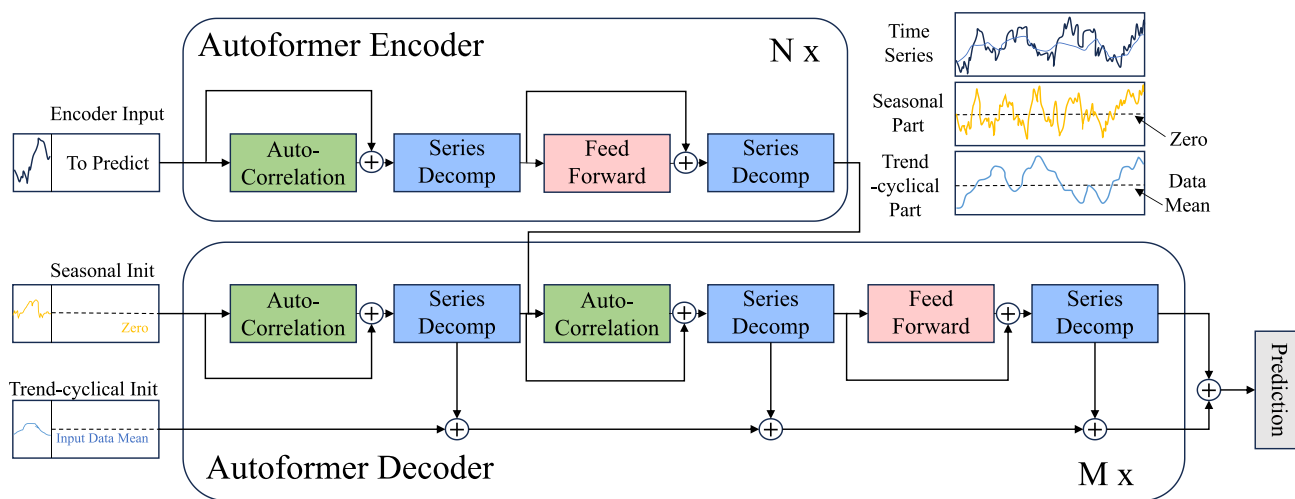 Autoformer Encoder
N x
Encoder Input
To Predict
Auto-
Correlation
Series
Decomp
Feed
Forward
Series
Decomp
Time
Series
Seasonal
Part
Zero
Trend
-cyclical
Part
Data
Mean
Seasonal Init
Zero
Auto-
Correlation
Series
Decomp
Auto-
Correlation
Series
Decomp
Feed
Forward
Series
Decomp
Prediction
Trend-cyclical Init
Input Data Mean
Autoformer Decoder
M x